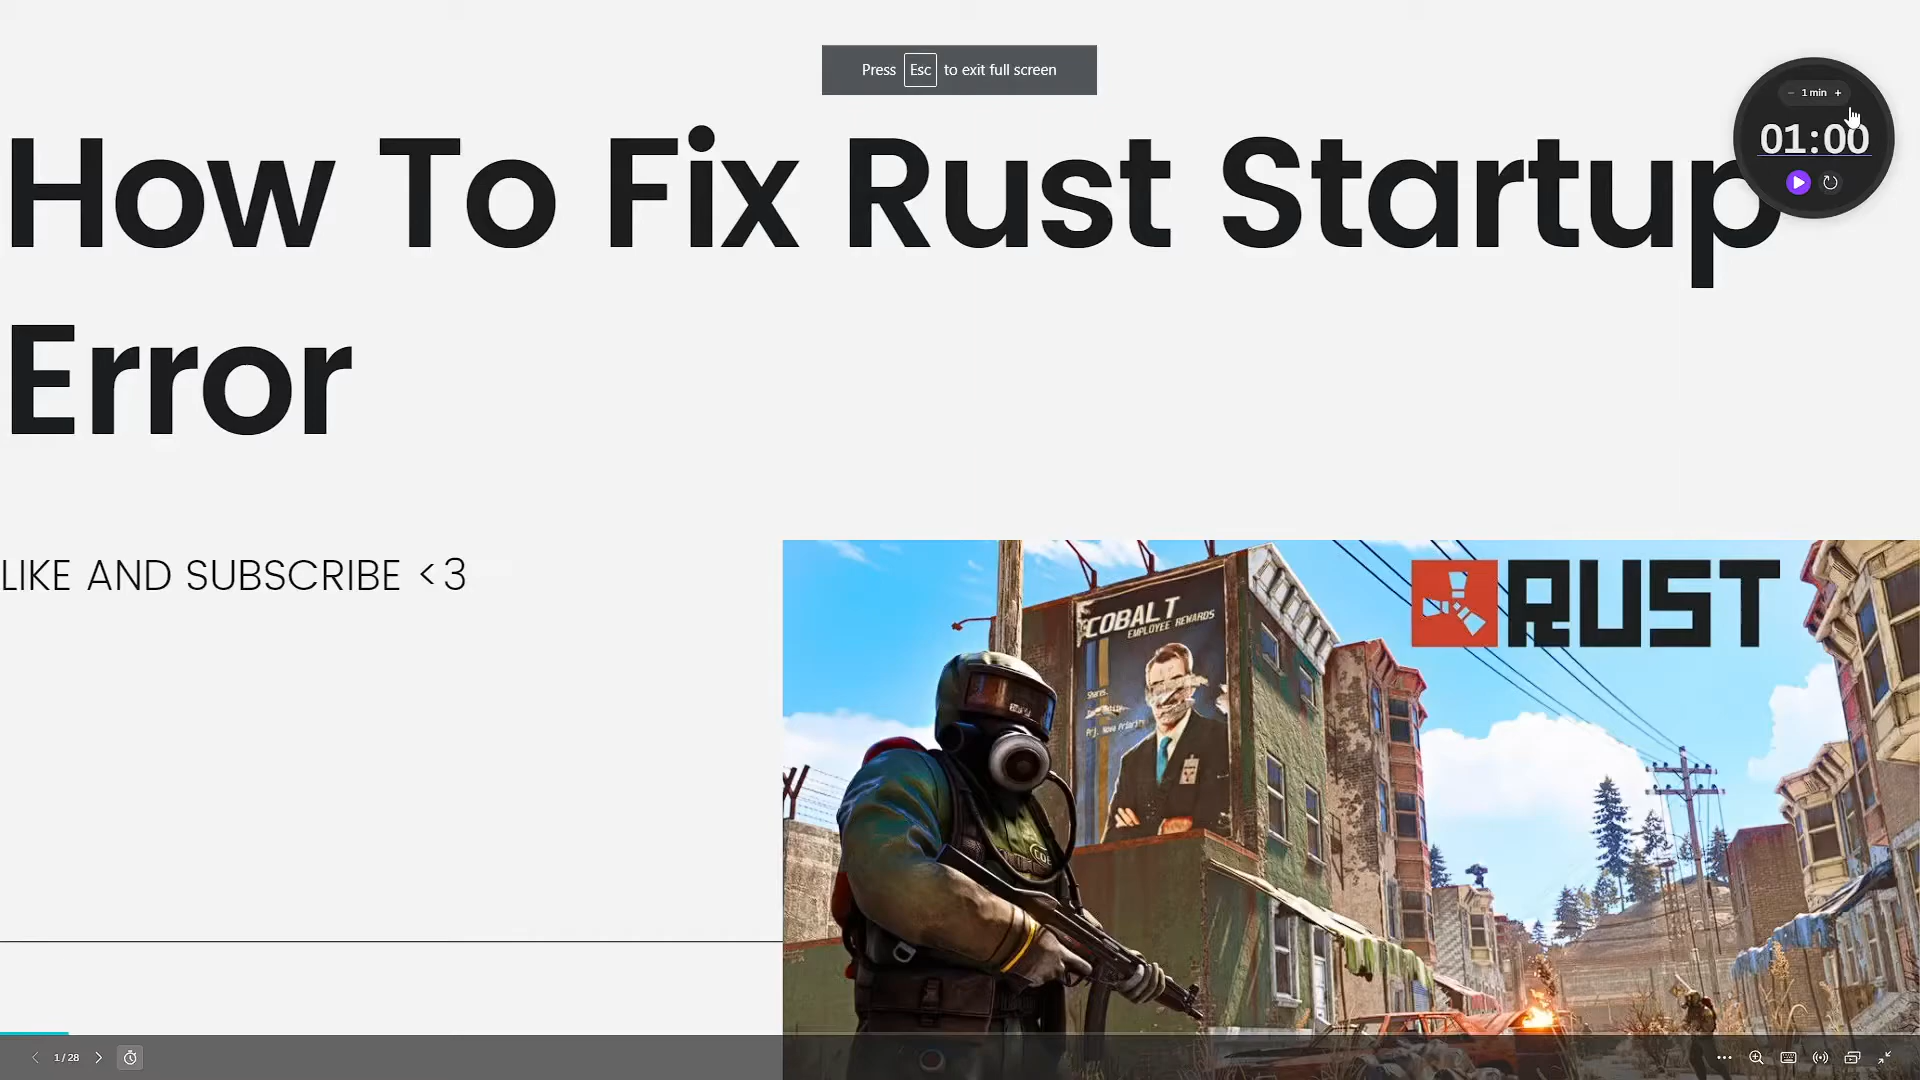 Press Esc to exit full screen
− 1 min +
01:00
How To Fix Rust Startup
Error
LIKE AND SUBSCRIBE <3
RUST
COBALT
EMPLOYEE REWARDS
Shares.
1 / 28